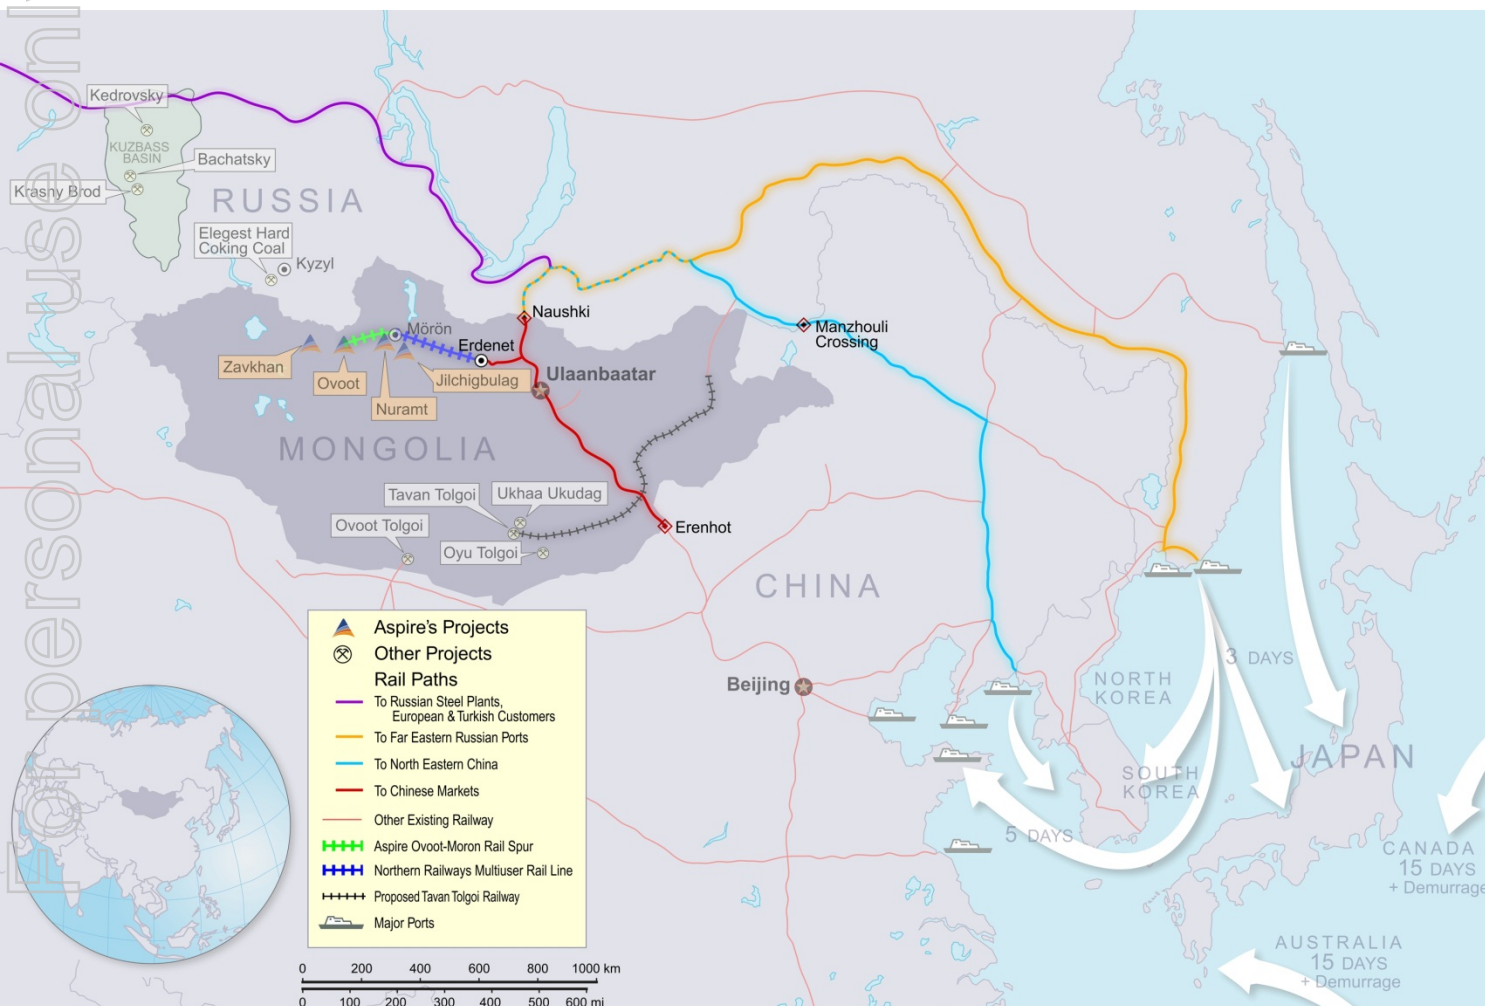 For personal use onl
Kedrovsky
KUZBASS
BASIN
Bachatsky
Krasny Brod
RUSSIA
Elegest Hard
Coking Coal
Kyzyl
Naushki
Mörön
Erdenet
Zavkhan
Ovoot
Jilchigbulag
Nuramt
Ulaanbaatar
Manzhouli
Crossing
MONGOLIA
Tavan Tolgoi
Ukhaa Ukudag
Ovoot Tolgoi
Oyu Tolgoi
Erenhot
CHINA
Beijing
NORTH
KOREA
3 DAYS
SOUTH
KOREA
JAPAN
5 DAYS
CANADA
15 DAYS
+ Demurrage
AUSTRALIA
15 DAYS
+ Demurrage
Aspire's Projects
Other Projects
Rail Paths
To Russian Steel Plants,
European & Turkish Customers
To Far Eastern Russian Ports
To North Eastern China
To Chinese Markets
Other Existing Railway
Aspire Ovoot-Moron Rail Spur
Northern Railways Multiuser Rail Line
Proposed Tavan Tolgoi Railway
Major Ports
0 200 400 600 800 1000 km
0 100 200 300 400 500 600 mi